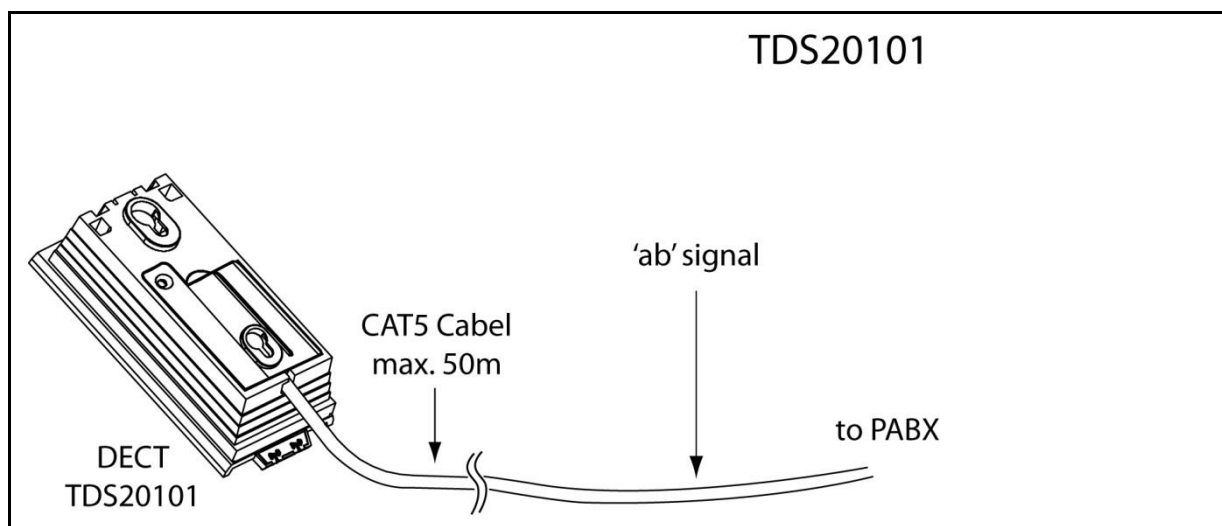 TDS20101
'ab' signal
CAT5 Cabel
max. 50m
to PABX
DECT
TDS20101